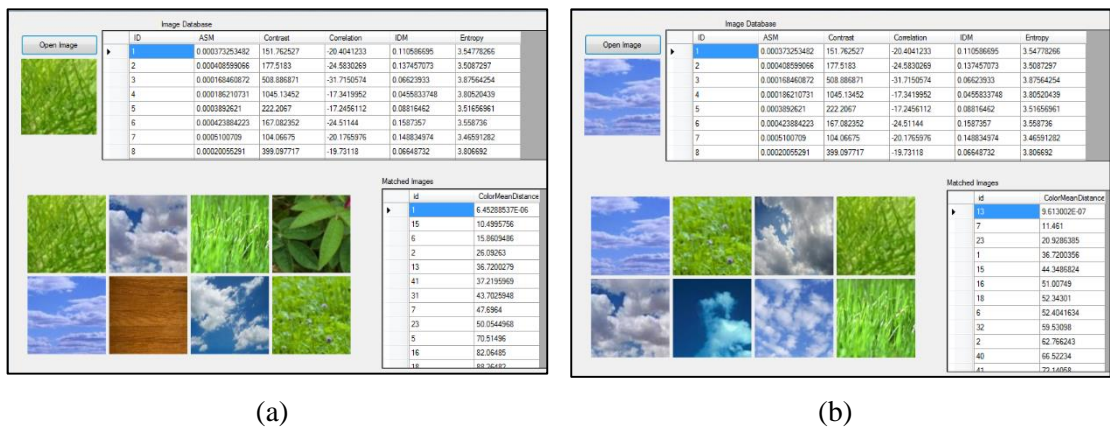 Image Database
Open Image
ID ASM Contrast Correlation IDM Entropy
1 0.000373253482 151.762527 -20.4041233 0.110586695 3.54778266
2 0.000408599066 177.5183 -24.5830269 0.137457073 3.5087297
3 0.000168460872 508.886871 -31.7150574 0.06623933 3.87564254
4 0.000186210731 1045.13452 -17.3419952 0.0455833748 3.80520439
5 0.0003892621 222.2067 -17.2456112 0.08816462 3.51656961
6 0.000423884223 167.082352 -24.51144 0.1587357 3.558736
7 0.0005100709 104.06675 -20.1765976 0.148834974 3.46591282
8 0.00020055291 399.097717 -19.73118 0.06648732 3.806692
Matched Images
id ColorMeanDistance
1 6.45288537E-06
15 10.4995756
6 15.8609486
2 26.09263
13 36.7200279
41 37.2195969
31 43.7025948
7 47.6964
23 50.0544968
5 70.51496
16 82.06485
18 88.36482
(a)
Image Database
Open Image
ID ASM Contrast Correlation IDM Entropy
1 0.000373253482 151.762527 -20.4041233 0.110586695 3.54778266
2 0.000408599066 177.5183 -24.5830269 0.137457073 3.5087297
3 0.000168460872 508.886871 -31.7150574 0.06623933 3.87564254
4 0.000186210731 1045.13452 -17.3419952 0.0455833748 3.80520439
5 0.0003892621 222.2067 -17.2456112 0.08816462 3.51656961
6 0.000423884223 167.082352 -24.51144 0.1587357 3.558736
7 0.0005100709 104.06675 -20.1765976 0.148834974 3.46591282
8 0.00020055291 399.097717 -19.73118 0.06648732 3.806692
Matched Images
id ColorMeanDistance
13 9.613002E-07
7 11.461
23 20.9286385
1 36.7200356
15 44.3486824
16 51.00749
18 52.34301
6 52.4041634
32 59.53098
2 62.766243
40 66.52234
41 72.14058
(b)